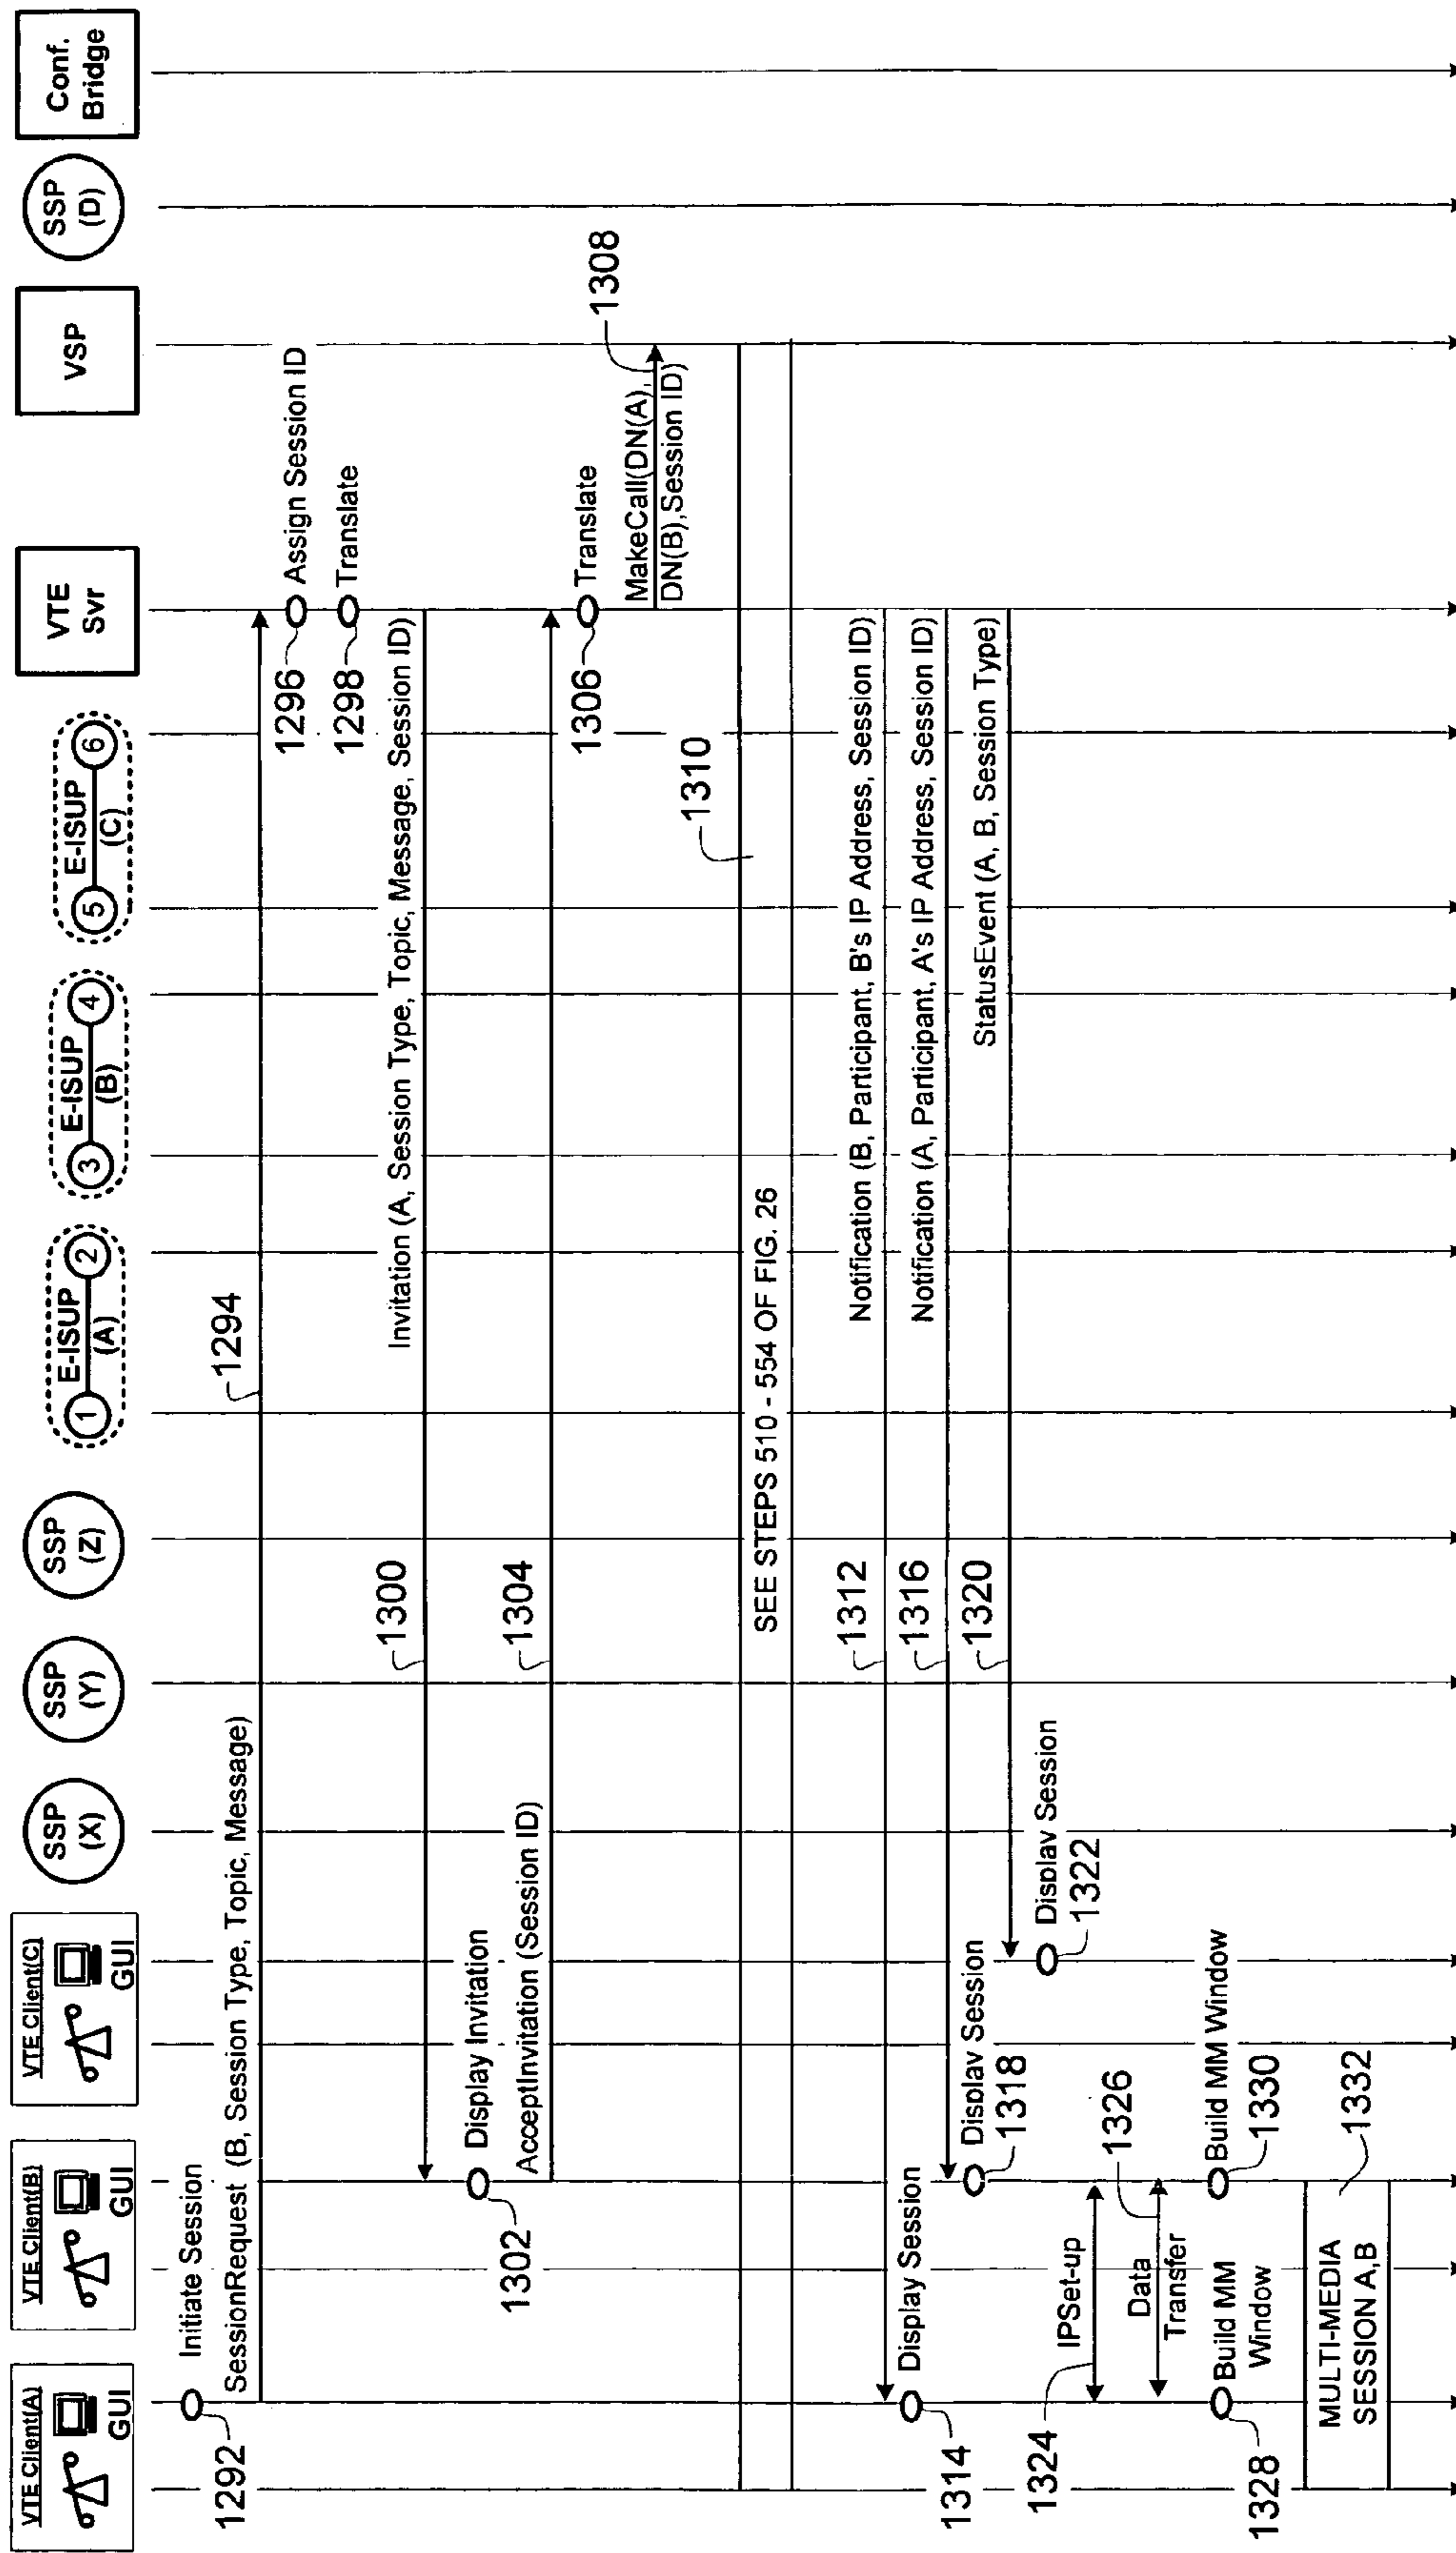 VTE Client(A)
GUI
VTE Client(B)
GUI
VTE Client(C)
GUI
SSP
(X)
SSP
(Y)
SSP
(Z)
1
E-ISUP
(A)
2
3
E-ISUP
(B)
4
5
E-ISUP
(C)
6
VTE
Svr
VSP
SSP
(D)
Conf.
Bridge
1292
Initiate Session
SessionRequest (B, Session Type, Topic, Message)
1294
1296
Assign Session ID
1298
Translate
1300
Invitation (A, Session Type, Topic, Message, Session ID)
1302
Display Invitation
AcceptInvitation (Session ID)
1304
1306
Translate
MakeCall(DN(A),
DN(B),Session ID)
1308
1310
SEE STEPS 510 - 554 OF FIG. 26
1312
Notification (B, Participant, B's IP Address, Session ID)
1314
Display Session
1316
Notification (A, Participant, A's IP Address, Session ID)
Display Session
1318
1320
StatusEvent (A, B, Session Type)
Display Session
1322
1324
IPSet-up
Data
Transfer
1326
1328
Build MM
Window
Build MM Window
1330
MULTI-MEDIA
SESSION A,B
1332